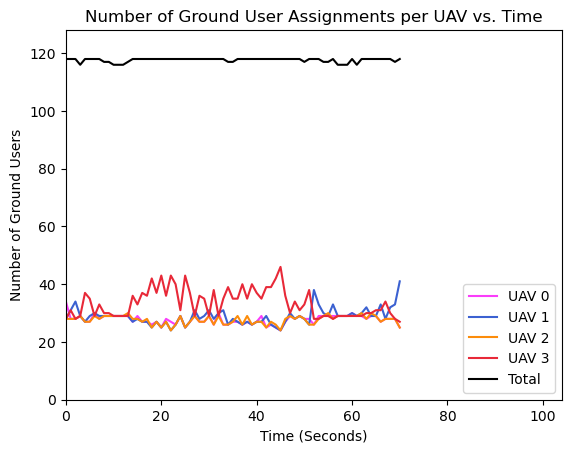 Number of Ground User Assignments per UAV vs. Time
Number of Ground Users
120
100
80
60
40
20
0
0 20 40 60 80 100
Time (Seconds)
UAV 0
UAV 1
UAV 2
UAV 3
Total